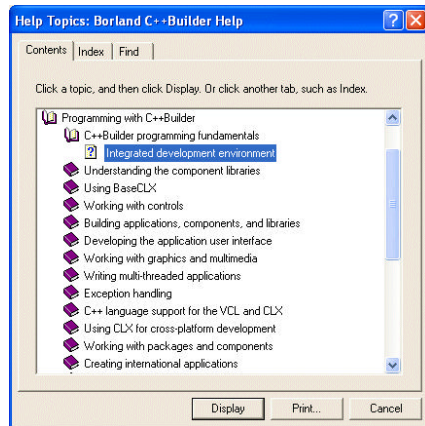 Help Topics: Borland C++Builder Help
Contents Index Find
Click a topic, and then click Display. Or click another tab, such as Index.
Programming with C++Builder
C++Builder programming fundamentals
Integrated development environment
Understanding the component libraries
Using BaseCLX
Working with controls
Building applications, components, and libraries
Developing the application user interface
Working with graphics and multimedia
Writing multi-threaded applications
Exception handling
C++ language support for the VCL and CLX
Using CLX for cross-platform development
Working with packages and components
Creating international applications
Display Print... Cancel